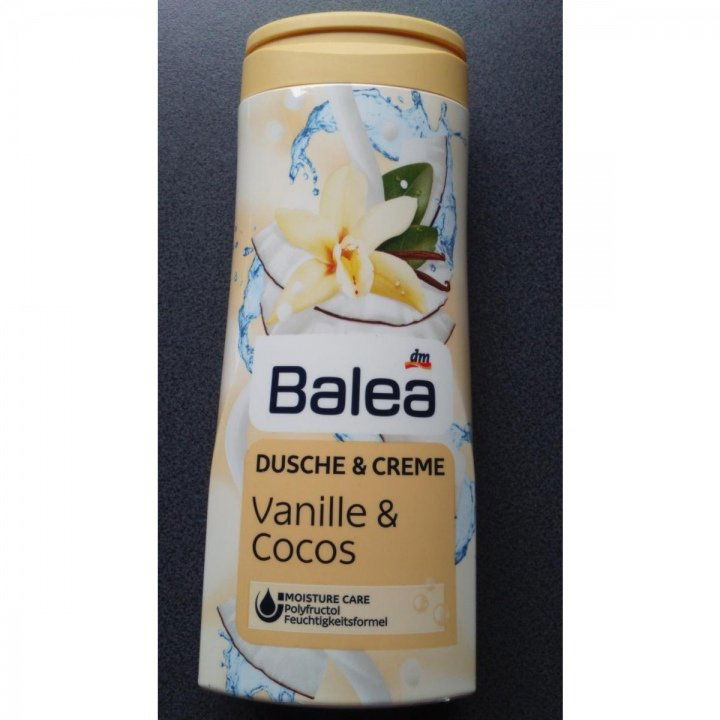 dm
Balea
DUSCHE & CREME
Vanille &
Cocos
MOISTURE CARE
Polyfructol
Feuchtigkeitsformel